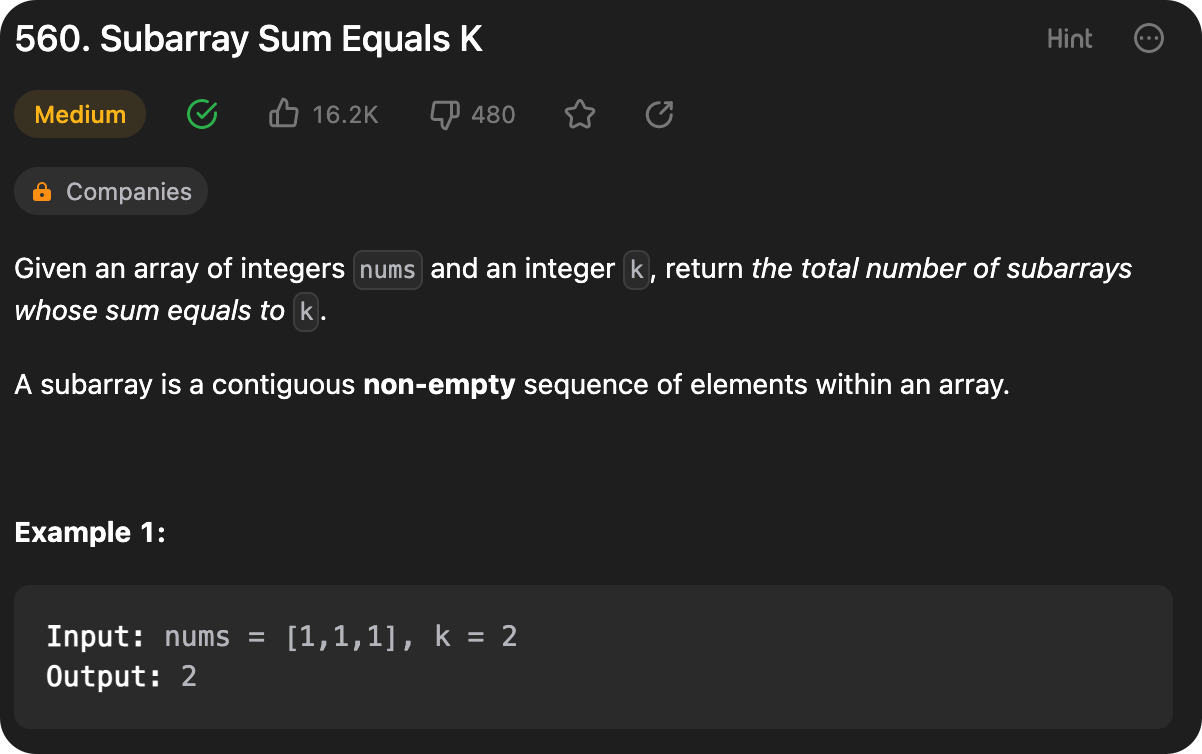 560. Subarray Sum Equals K
Hint
Medium
16.2K
480
Companies
Given an array of integers nums and an integer k, return the total number of subarrays
whose sum equals to k.
A subarray is a contiguous non-empty sequence of elements within an array.
Example 1:
Input: nums = [1,1,1], k = 2
Output: 2